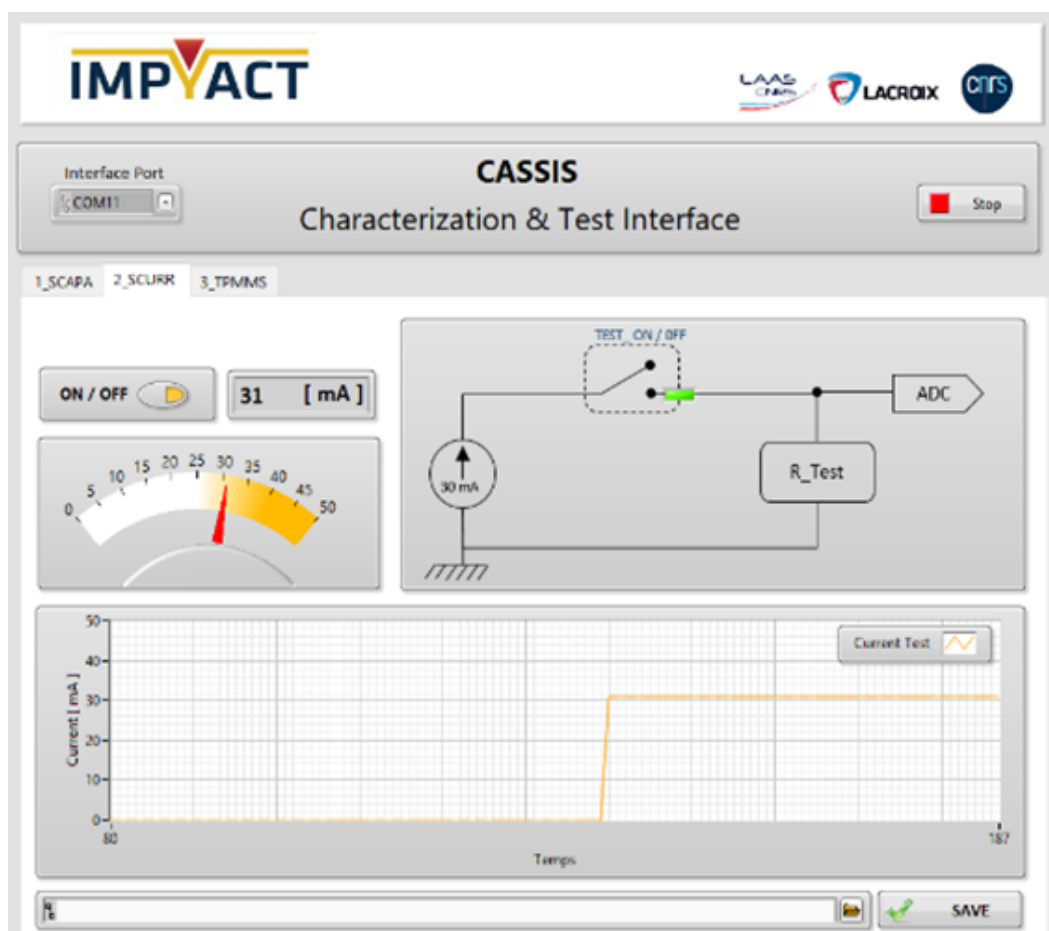 IMPYACT
LAAS
CNRS
LACROIX
cnrs
Interface Port
COM11
CASSIS
Characterization & Test Interface
Stop
1_SCAPA 2_SCURR 3_TPMMS
ON / OFF
31 [ mA ]
0 5 10 15 20 25 30 35 40 45 50
TEST_ON / OFF
ADC
30 mA
R_Test
Current Test
50
40
30
20
10
0
Current [ mA ]
80
187
Temps
SAVE